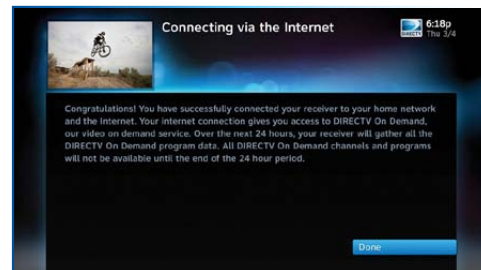 Connecting via the Internet
DIRECTV
6:18p
Thu 3/4
Congratulations! You have successfully connected your receiver to your home network
and the Internet. Your internet connection gives you access to DIRECTV On Demand,
our video on demand service. Over the next 24 hours, your receiver will gather all the
DIRECTV On Demand program data. All DIRECTV On Demand channels and programs
will not be available until the end of the 24 hour period.
Done